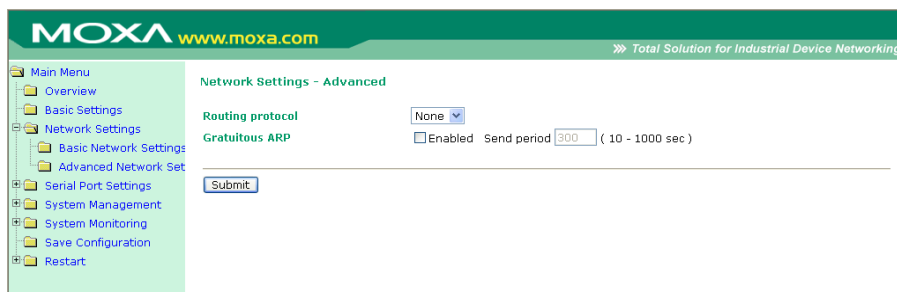 MOXA www.moxa.com
Total Solution for Industrial Device Networking
Main Menu
Overview
Basic Settings
Network Settings
Basic Network Settings
Advanced Network Set
Serial Port Settings
System Management
System Monitoring
Save Configuration
Restart
Network Settings - Advanced
Routing protocol None
Gratuitous ARP Enabled Send period 300 ( 10 - 1000 sec )
Submit